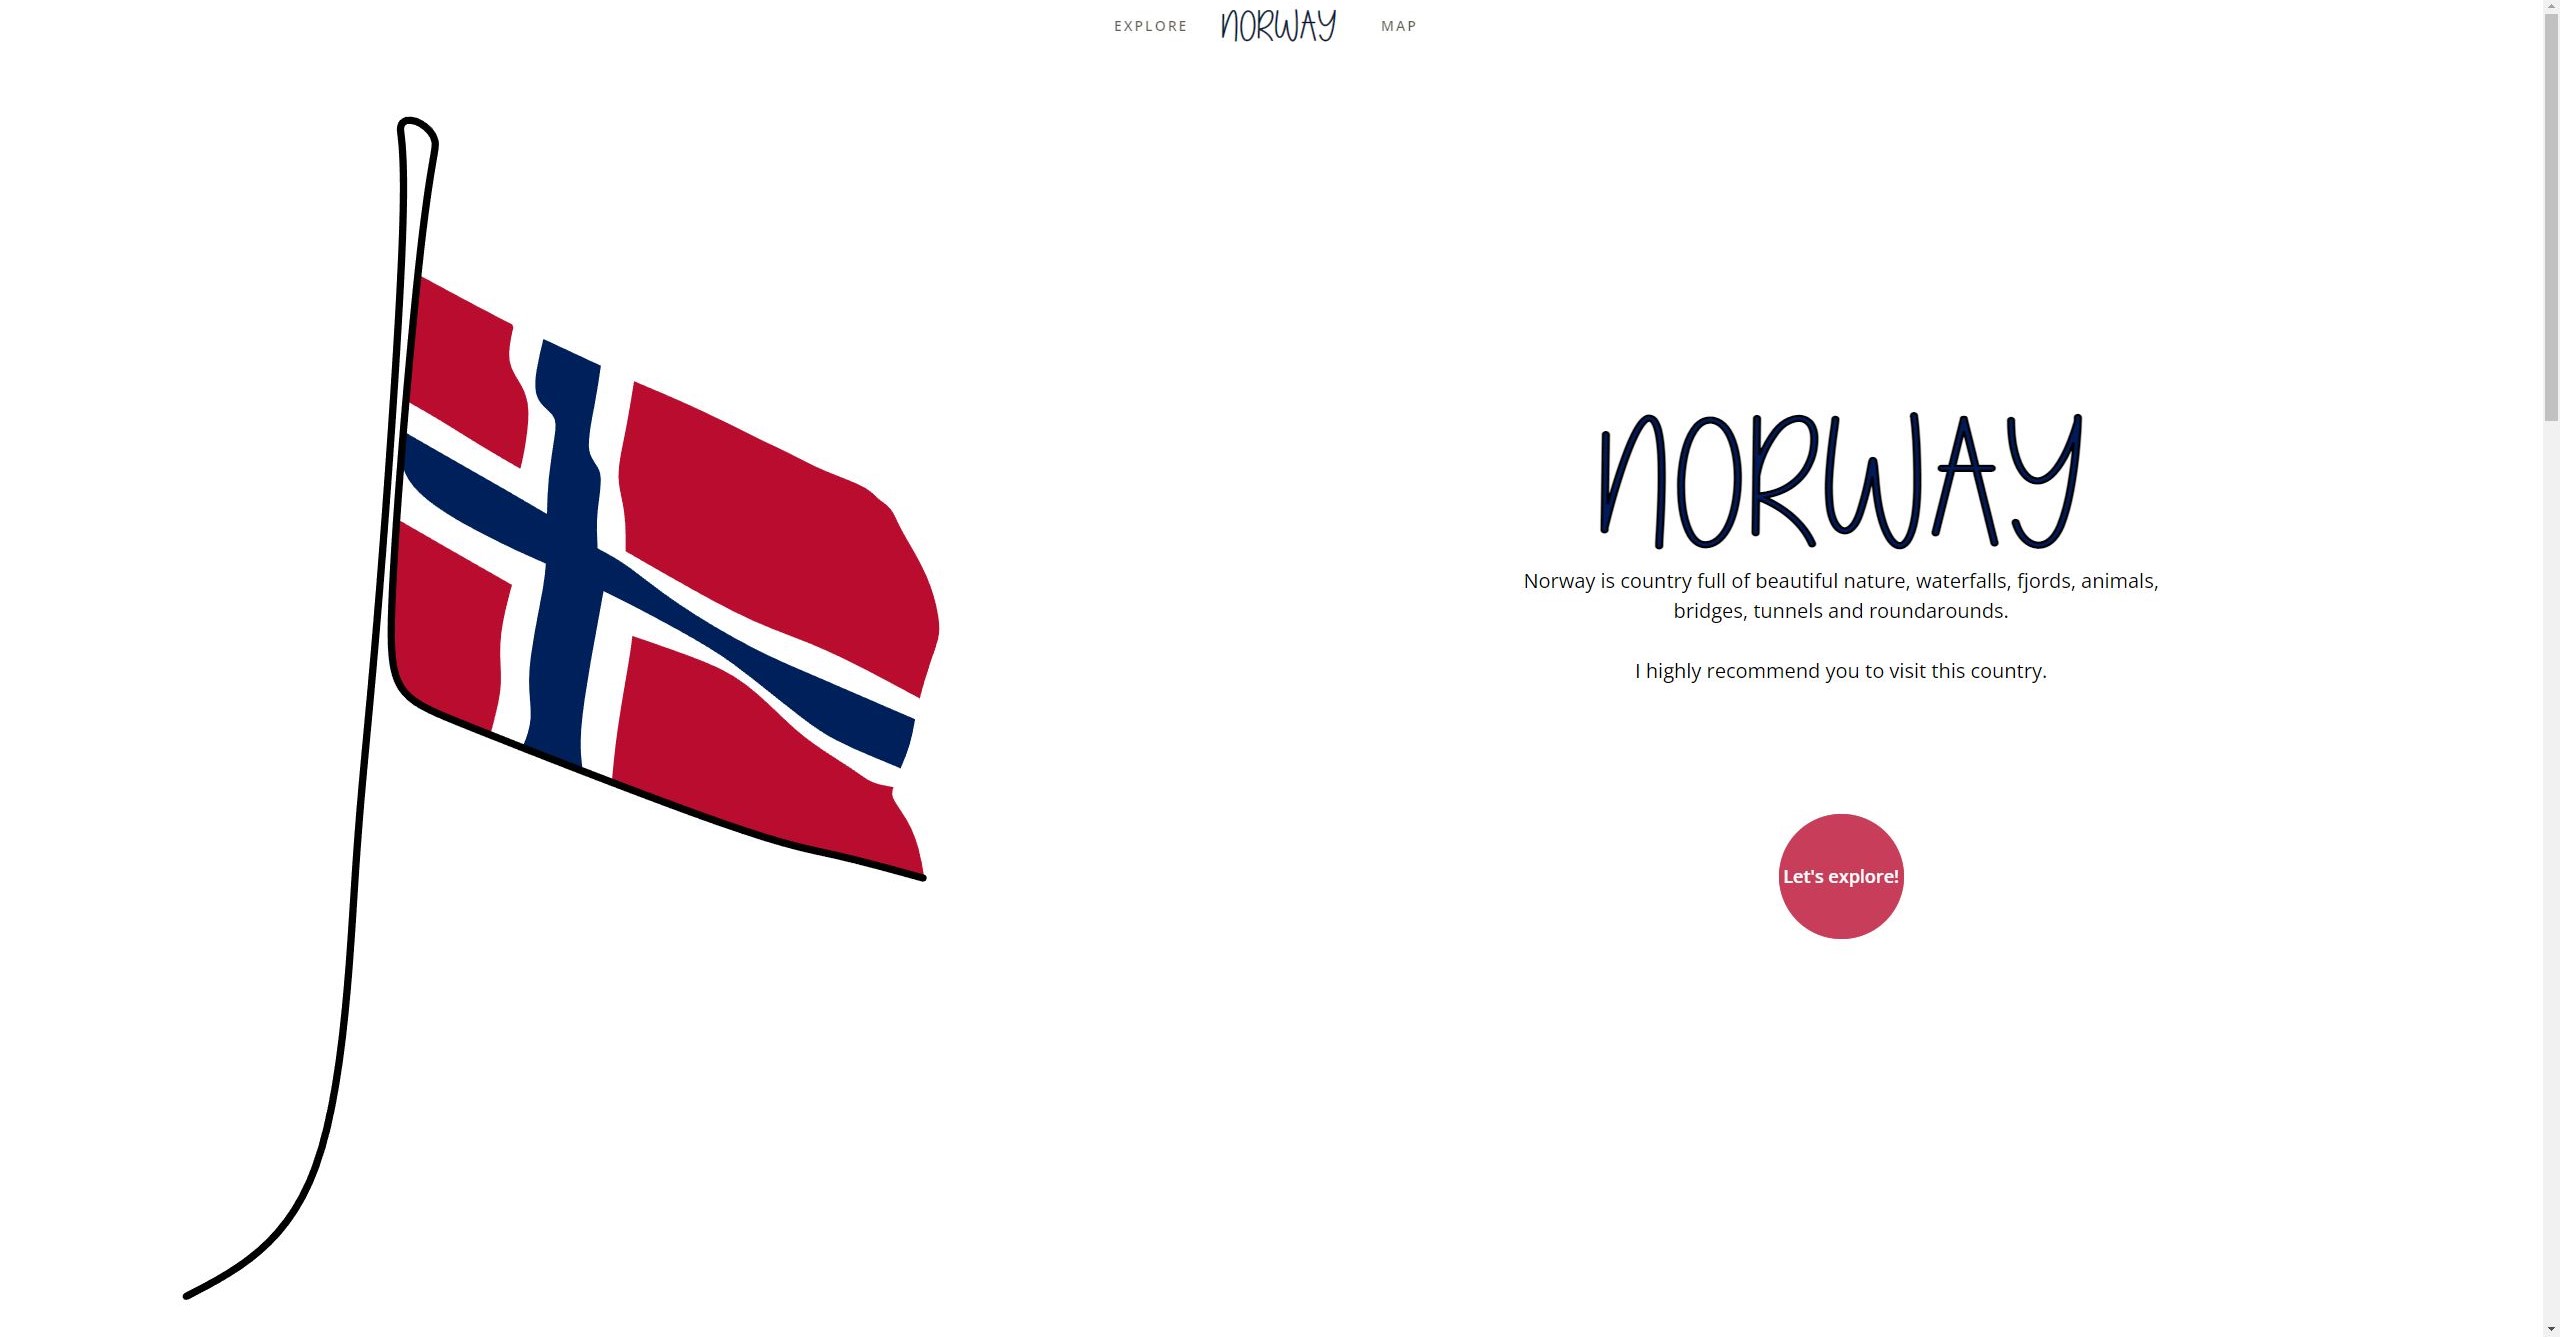 EXPLORE NORWAY MAP
NORWAY
Norway is country full of beautiful nature, waterfalls, fjords, animals,
bridges, tunnels and roundarounds.
I highly recommend you to visit this country.
Let's explore!